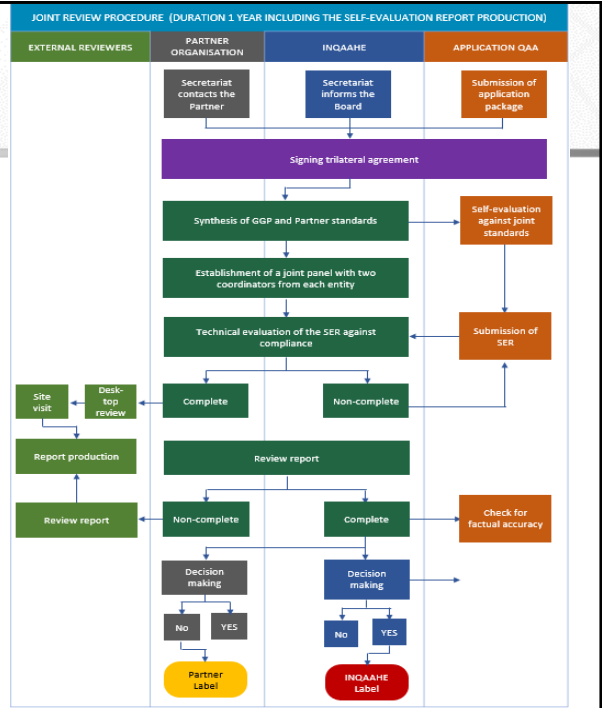 JOINT REVIEW PROCEDURE (DURATION 1 YEAR INCLUDING THE SELF-EVALUATION REPORT PRODUCTION)
EXTERNAL REVIEWERS
PARTNER
ORGANISATION
INQAAHE
APPLICATION QAA
Secretariat
contacts the
Partner
Secretariat
informs the
Board
Submission of
application
package
Signing trilateral agreement
Synthesis of GGP and Partner standards
Self-evaluation
against joint
standards
Establishment of a joint panel with two
coordinators from each entity
Technical evaluation of the SER against
compliance
Submission of
SER
Site
visit
Desk-
top
review
Complete
Non-complete
Report production
Review report
Review report
Non-complete
Complete
Check for
factual accuracy
Decision
making
Decision
making
No
YES
No
YES
Partner
Label
INQAAHE
Label